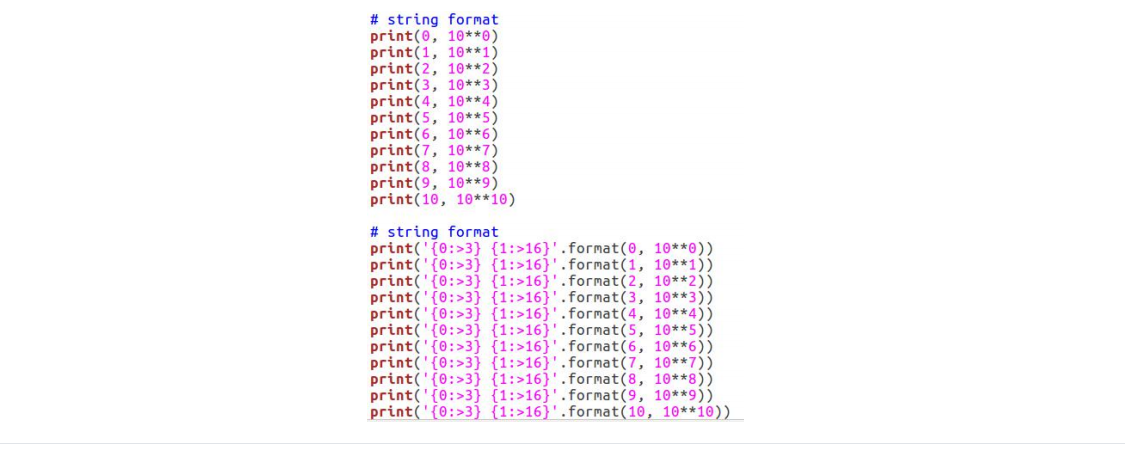 # string format
print(0, 10**0)
print(1, 10**1)
print(2, 10**2)
print(3, 10**3)
print(4, 10**4)
print(5, 10**5)
print(6, 10**6)
print(7, 10**7)
print(8, 10**8)
print(9, 10**9)
print(10, 10**10)
# string format
print('{0:>3} {1:>16}'.format(0, 10**0))
print('{0:>3} {1:>16}'.format(1, 10**1))
print('{0:>3} {1:>16}'.format(2, 10**2))
print('{0:>3} {1:>16}'.format(3, 10**3))
print('{0:>3} {1:>16}'.format(4, 10**4))
print('{0:>3} {1:>16}'.format(5, 10**5))
print('{0:>3} {1:>16}'.format(6, 10**6))
print('{0:>3} {1:>16}'.format(7, 10**7))
print('{0:>3} {1:>16}'.format(8, 10**8))
print('{0:>3} {1:>16}'.format(9, 10**9))
print('{0:>3} {1:>16}'.format(10, 10**10))